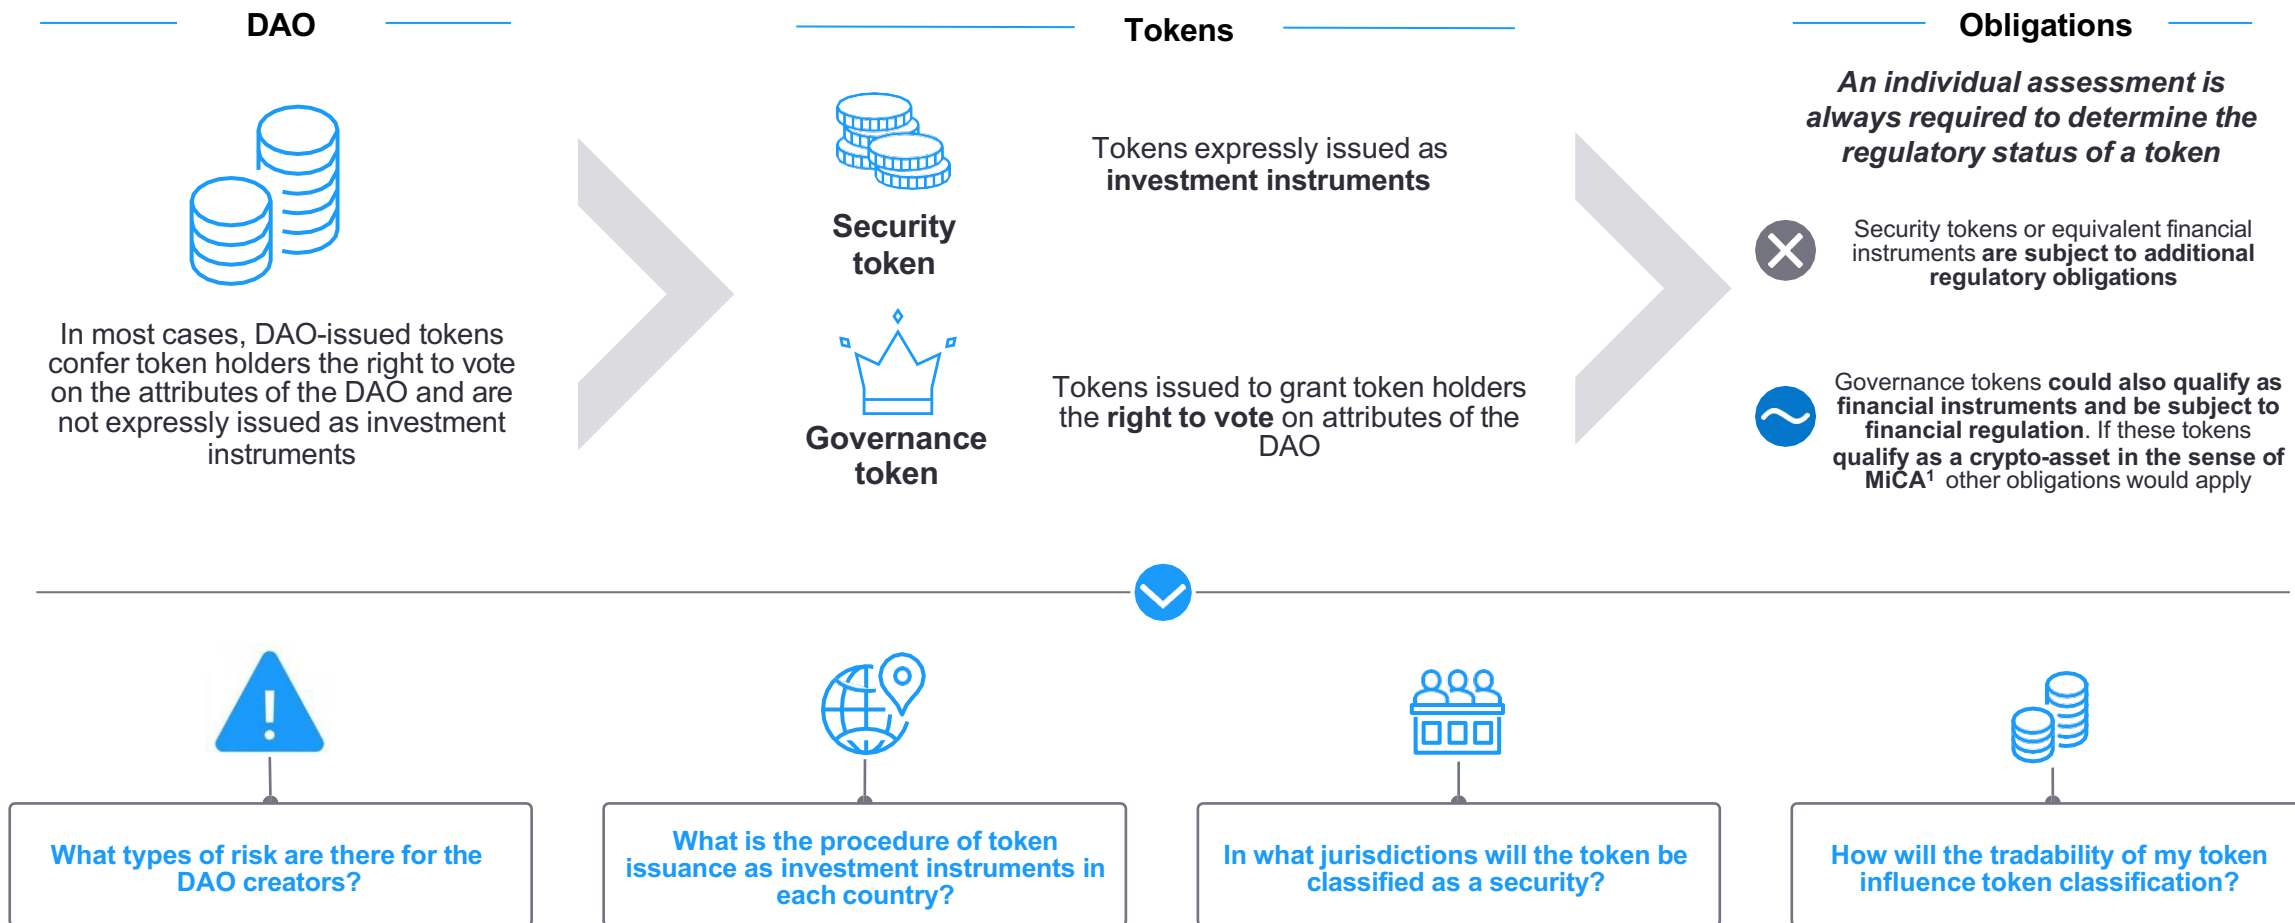 DAO
In most cases, DAO-issued tokens
confer token holders the right to vote
on the attributes of the DAO and are
not expressly issued as investment
instruments
Tokens
Security
token
Tokens expressly issued as
investment instruments
Governance
token
Tokens issued to grant token holders
the right to vote on attributes of the
DAO
Obligations
An individual assessment is
always required to determine the
regulatory status of a token
Security tokens or equivalent financial
instruments are subject to additional
regulatory obligations
Governance tokens could also qualify as
financial instruments and be subject to
financial regulation. If these tokens
qualify as a crypto-asset in the sense of
MiCA¹ other obligations would apply
What types of risk are there for the
DAO creators?
What is the procedure of token
issuance as investment instruments in
each country?
In what jurisdictions will the token be
classified as a security?
How will the tradability of my token
influence token classification?